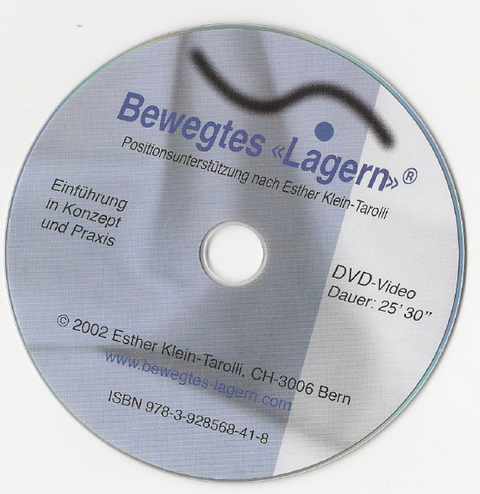 Bewegtes «Lagern»®
Positionsunterstützung nach Esther Klein-Tarolli
Einführung
in Konzept
und Praxis
DVD-Video
Dauer: 25' 30"
© 2002 Esther Klein-Tarolli, CH-3006 Bern
www.bewegtes-lagern.com
ISBN 978-3-928568-41-8